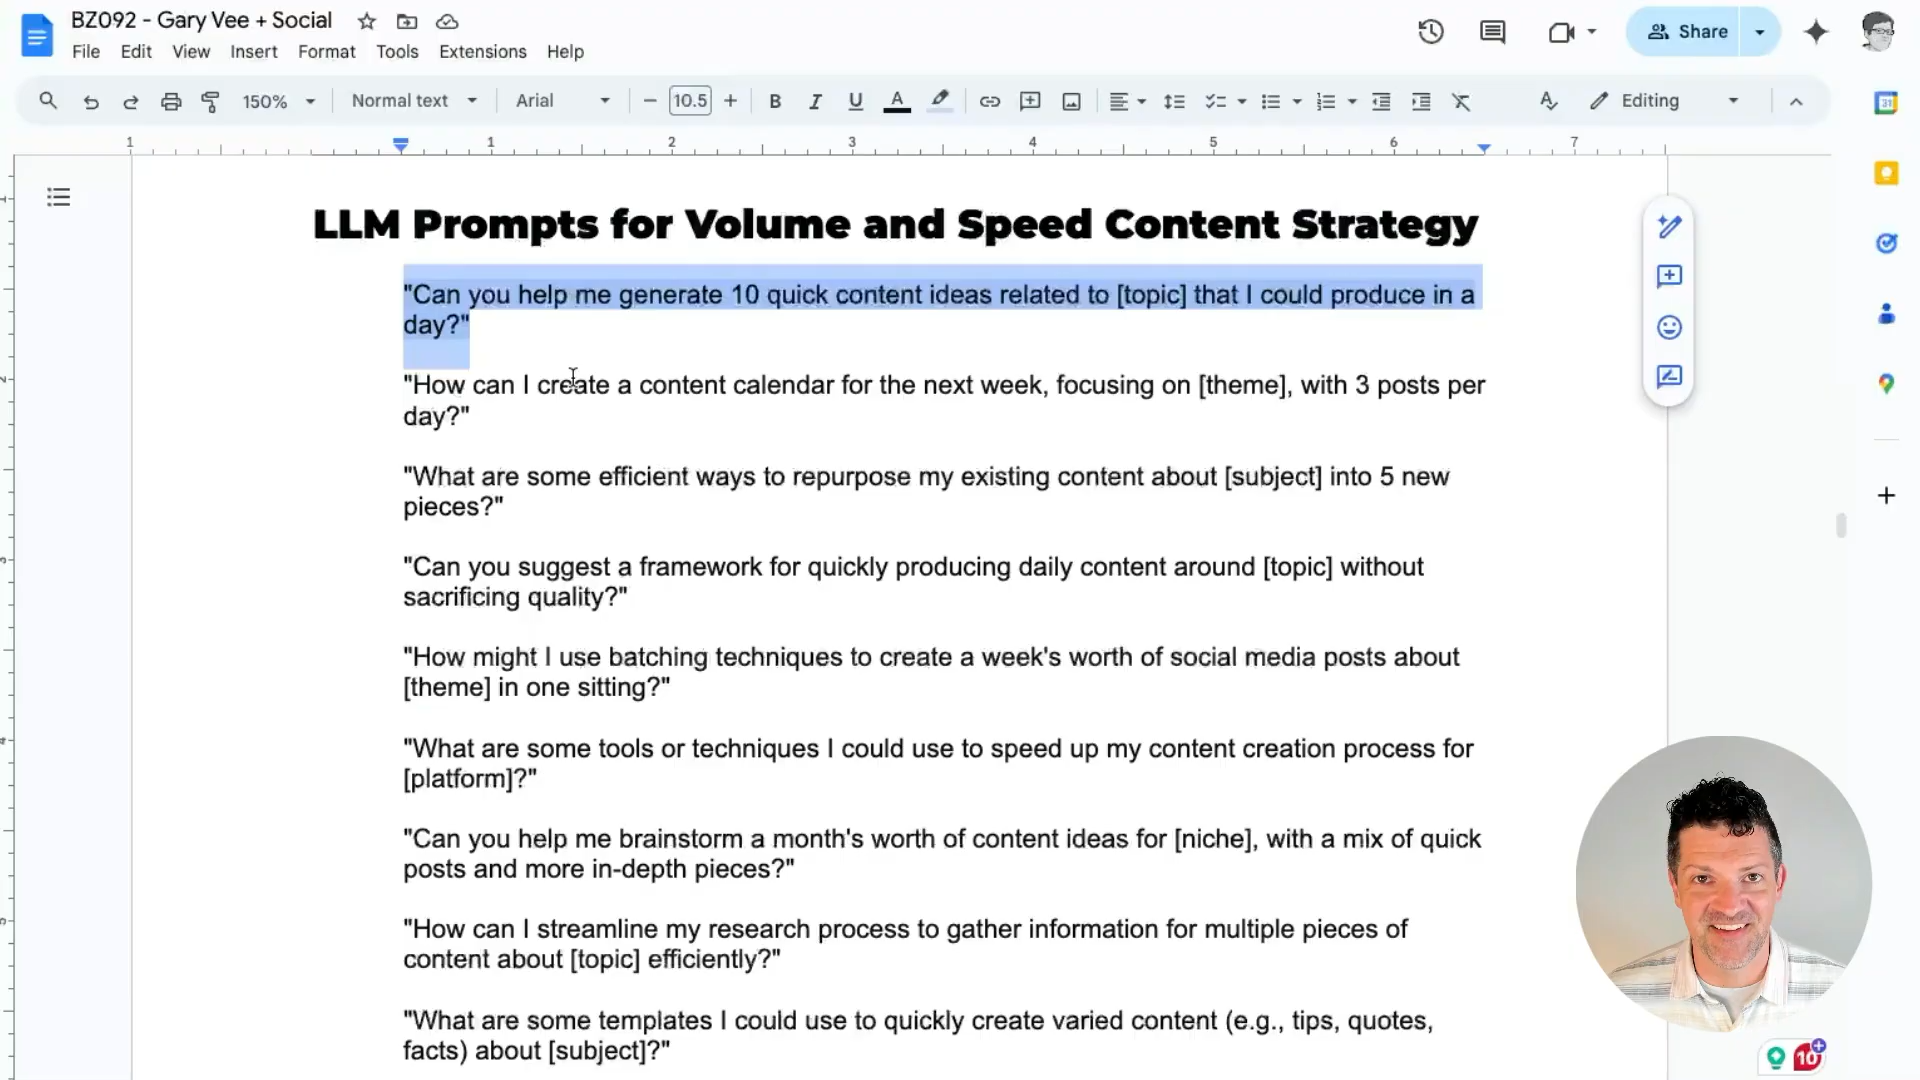 BZ092 - Gary Vee + Social
File Edit View Insert Format Tools Extensions Help
Share
150% Normal text Arial 10.5 Editing
1 1 2 3 4 5 6 7
LLM Prompts for Volume and Speed Content Strategy
"Can you help me generate 10 quick content ideas related to [topic] that I could produce in a
day?"
"How can I create a content calendar for the next week, focusing on [theme], with 3 posts per
day?"
"What are some efficient ways to repurpose my existing content about [subject] into 5 new
pieces?"
"Can you suggest a framework for quickly producing daily content around [topic] without
sacrificing quality?"
"How might I use batching techniques to create a week's worth of social media posts about
[theme] in one sitting?"
"What are some tools or techniques I could use to speed up my content creation process for
[platform]?"
"Can you help me brainstorm a month's worth of content ideas for [niche], with a mix of quick
posts and more in-depth pieces?"
"How can I streamline my research process to gather information for multiple pieces of
content about [topic] efficiently?"
"What are some templates I could use to quickly create varied content (e.g., tips, quotes,
facts) about [subject]?"
10